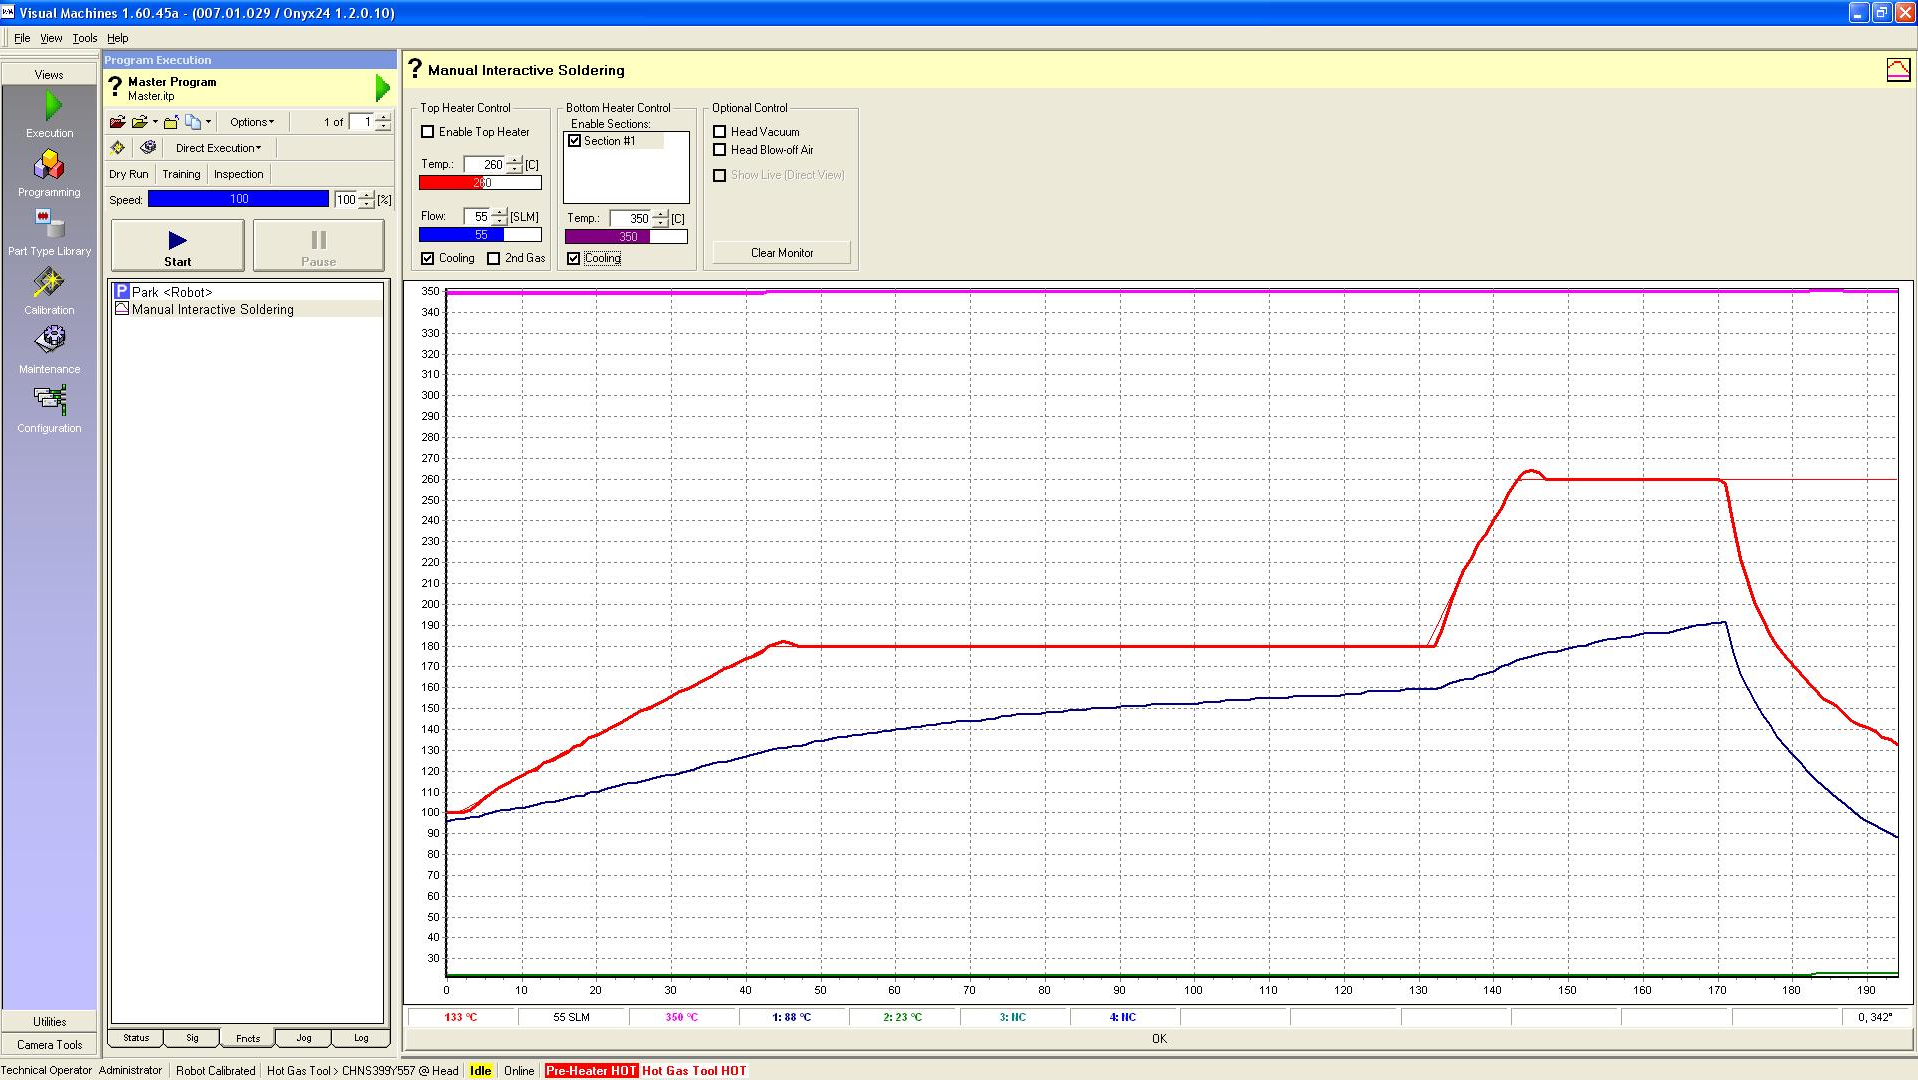 Visual Machines 1.60.45a - (007.01.029 / Onyx24 1.2.0.10)
File View Tools Help
Views
Execution
Programming
Part Type Library
Calibration
Maintenance
Configuration
Utilities
Camera Tools
Program Execution
? Master Program
Master.itp
Options 1 of 1
Direct Execution
Dry Run Training Inspection
Speed: 100 100 [%]
Start Pause
P Park <Robot>
Manual Interactive Soldering
Status Sig Fncts Jog Log
? Manual Interactive Soldering
Top Heater Control
Enable Top Heater
Temp.: 260 [C]
260
Flow: 55 [SLM]
55
Cooling 2nd Gas
Bottom Heater Control
Enable Sections:
Section #1
Temp.: 350 [C]
350
Cooling
Optional Control
Head Vacuum
Head Blow-off Air
Show Live (Direct View)
Clear Monitor
350
340
330
320
310
300
290
280
270
260
250
240
230
220
210
200
190
180
170
160
150
140
130
120
110
100
90
80
70
60
50
40
30
0 10 20 30 40 50 60 70 80 90 100 110 120 130 140 150 160 170 180 190
133 °C 55 SLM 350 °C 1: 88 °C 2: 23 °C 3: NC 4: NC 0, 342°
OK
Technical Operator Administrator Robot Calibrated Hot Gas Tool > CHNS399Y557 @ Head Idle Online Pre-Heater HOT Hot Gas Tool HOT